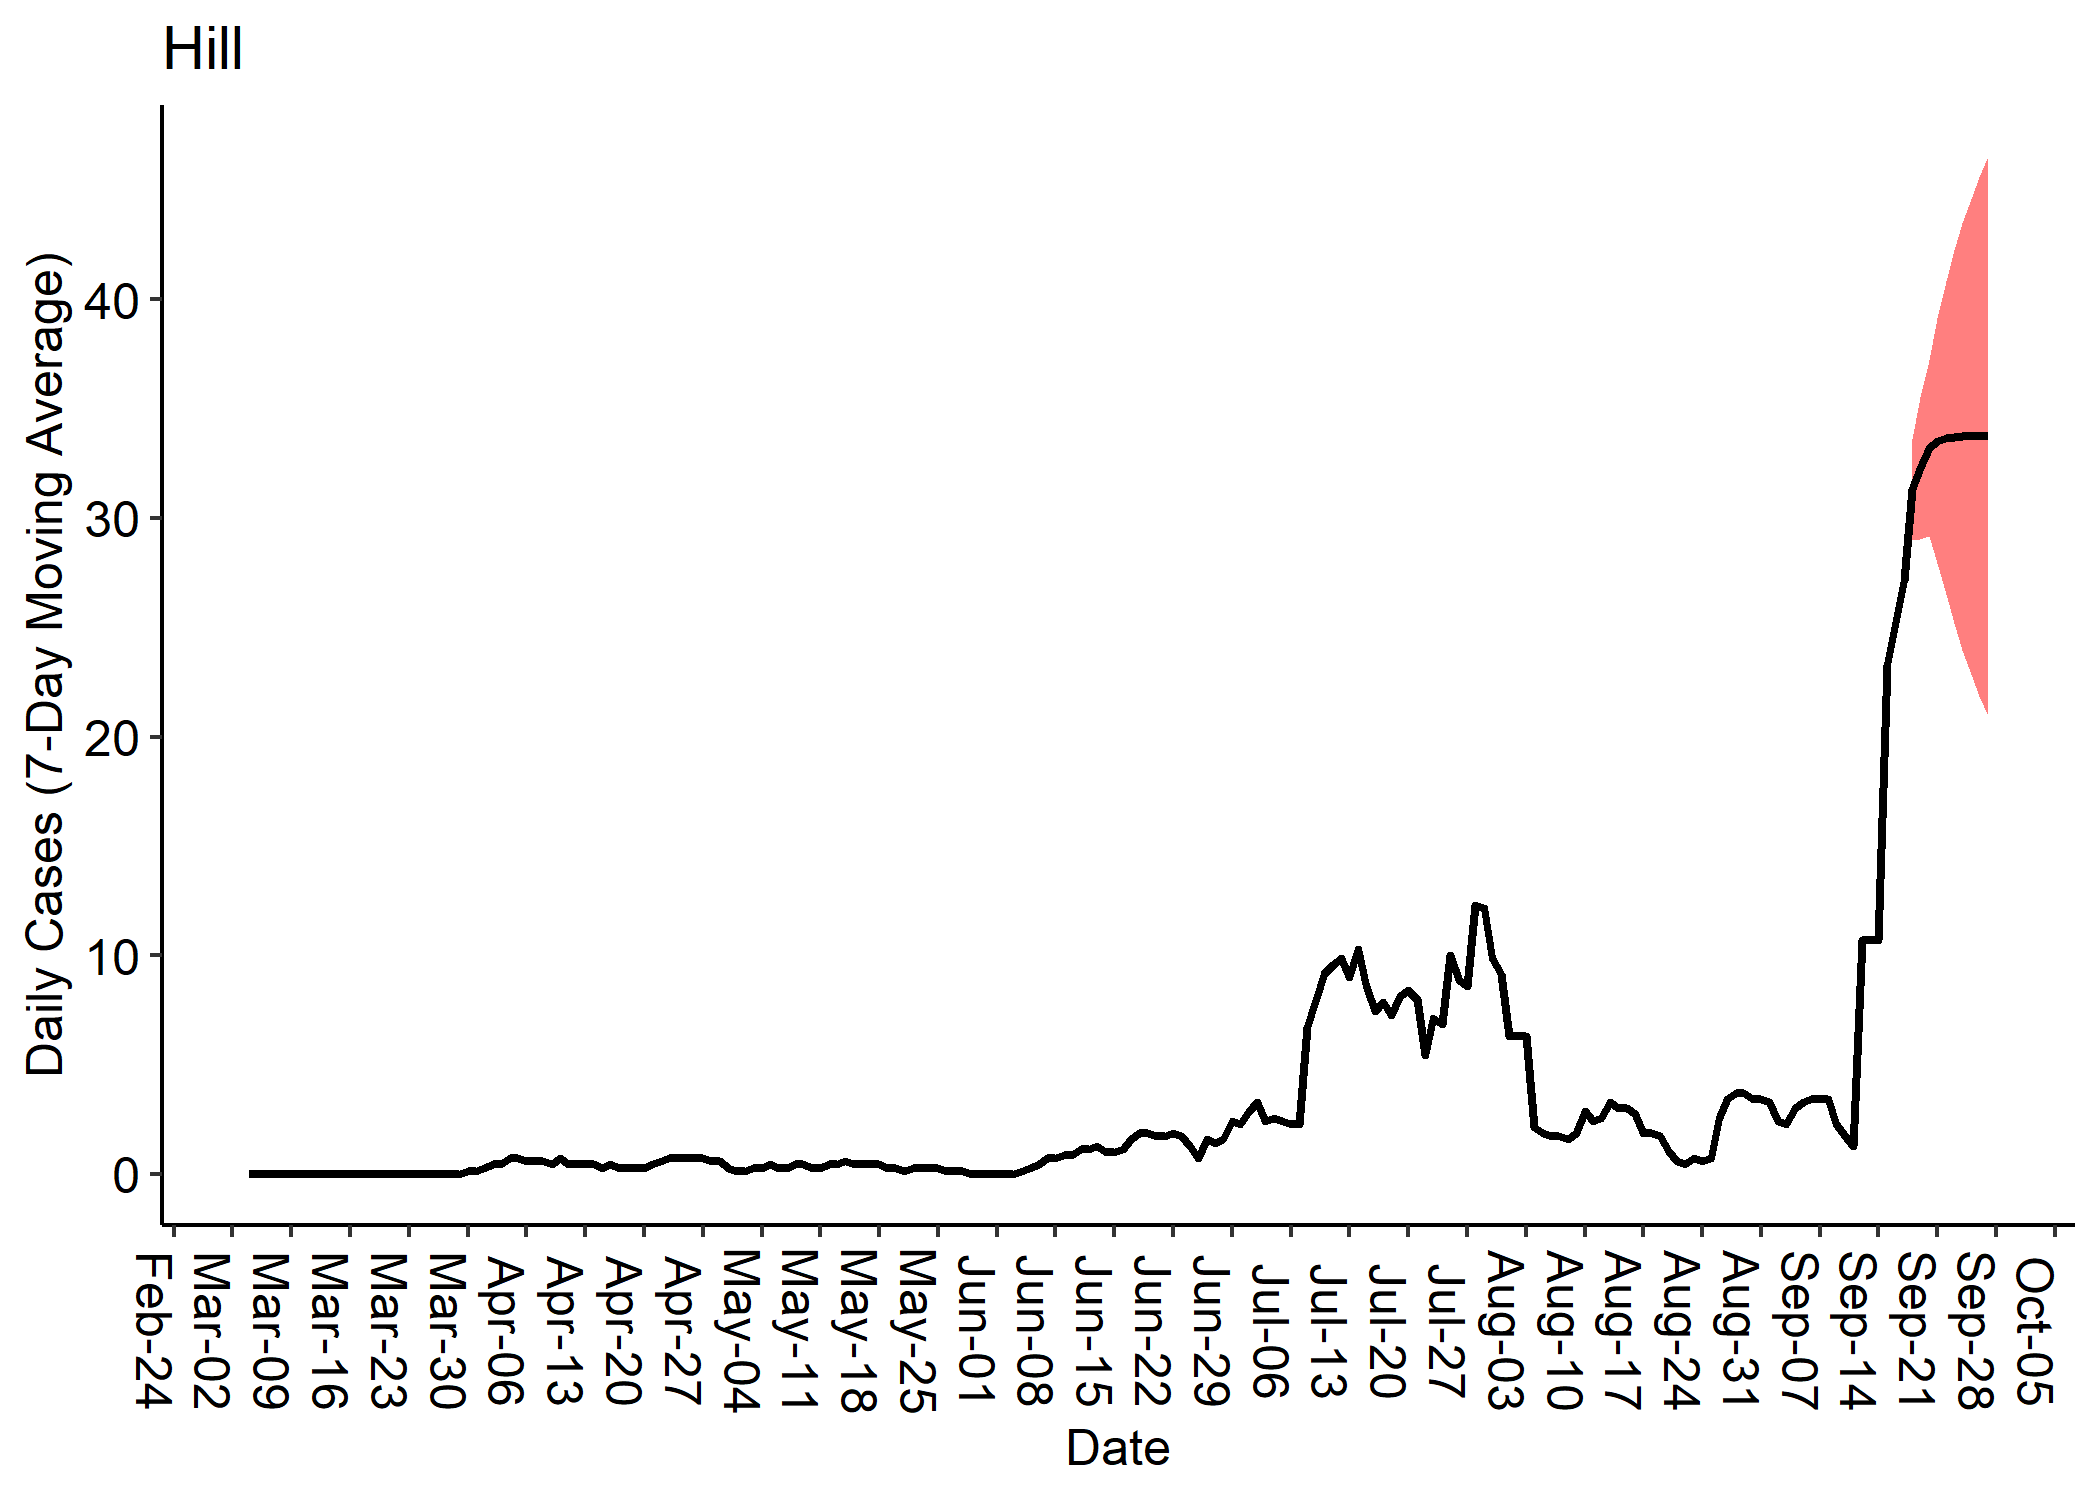 Hill
Daily Cases (7-Day Moving Average)
40
30
20
10
0
Feb-24
Mar-02
Mar-09
Mar-16
Mar-23
Mar-30
Apr-06
Apr-13
Apr-20
Apr-27
May-04
May-11
May-18
May-25
Jun-01
Jun-08
Jun-15
Jun-22
Jun-29
Jul-06
Jul-13
Jul-20
Jul-27
Aug-03
Aug-10
Aug-17
Aug-24
Aug-31
Sep-07
Sep-14
Sep-21
Sep-28
Oct-05
Date